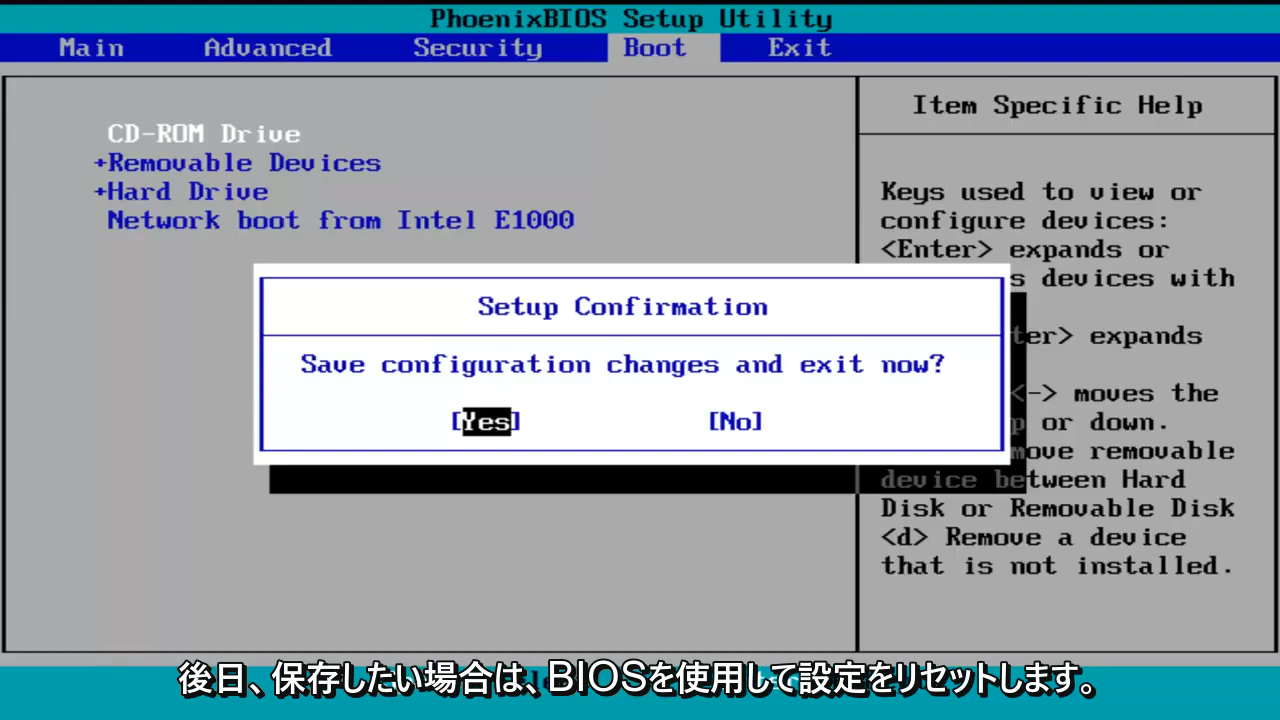 PhoenixBIOS Setup Utility
Main Advanced Security Boot Exit
CD-ROM Drive
+Removable Devices
+Hard Drive
Network boot from Intel E1000
Item Specific Help
Keys used to view or
configure devices:
<Enter> expands or
s devices with
ter> expands
<-> moves the
p or down.
move removable
device between Hard
Disk or Removable Disk
<d> Remove a device
that is not installed.
Setup Confirmation
Save configuration changes and exit now?
[Yes] [No]
後日、保存したい場合は、BIOSを使用して設定をリセットします。